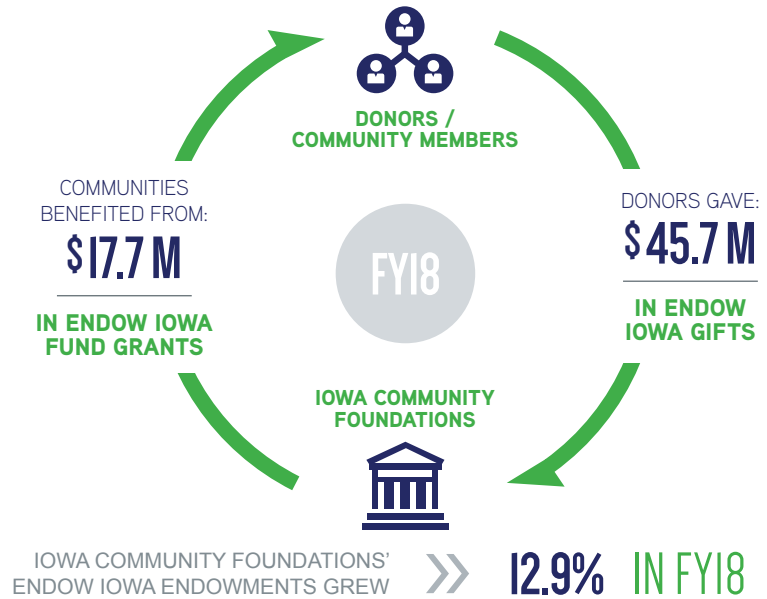 DONORS /
COMMUNITY MEMBERS
COMMUNITIES
BENEFITED FROM:
$17.7 M
IN ENDOW IOWA
FUND GRANTS
FY18
DONORS GAVE:
$45.7 M
IN ENDOW
IOWA GIFTS
IOWA COMMUNITY
FOUNDATIONS
IOWA COMMUNITY FOUNDATIONS'
ENDOW IOWA ENDOWMENTS GREW
12.9% IN FY18